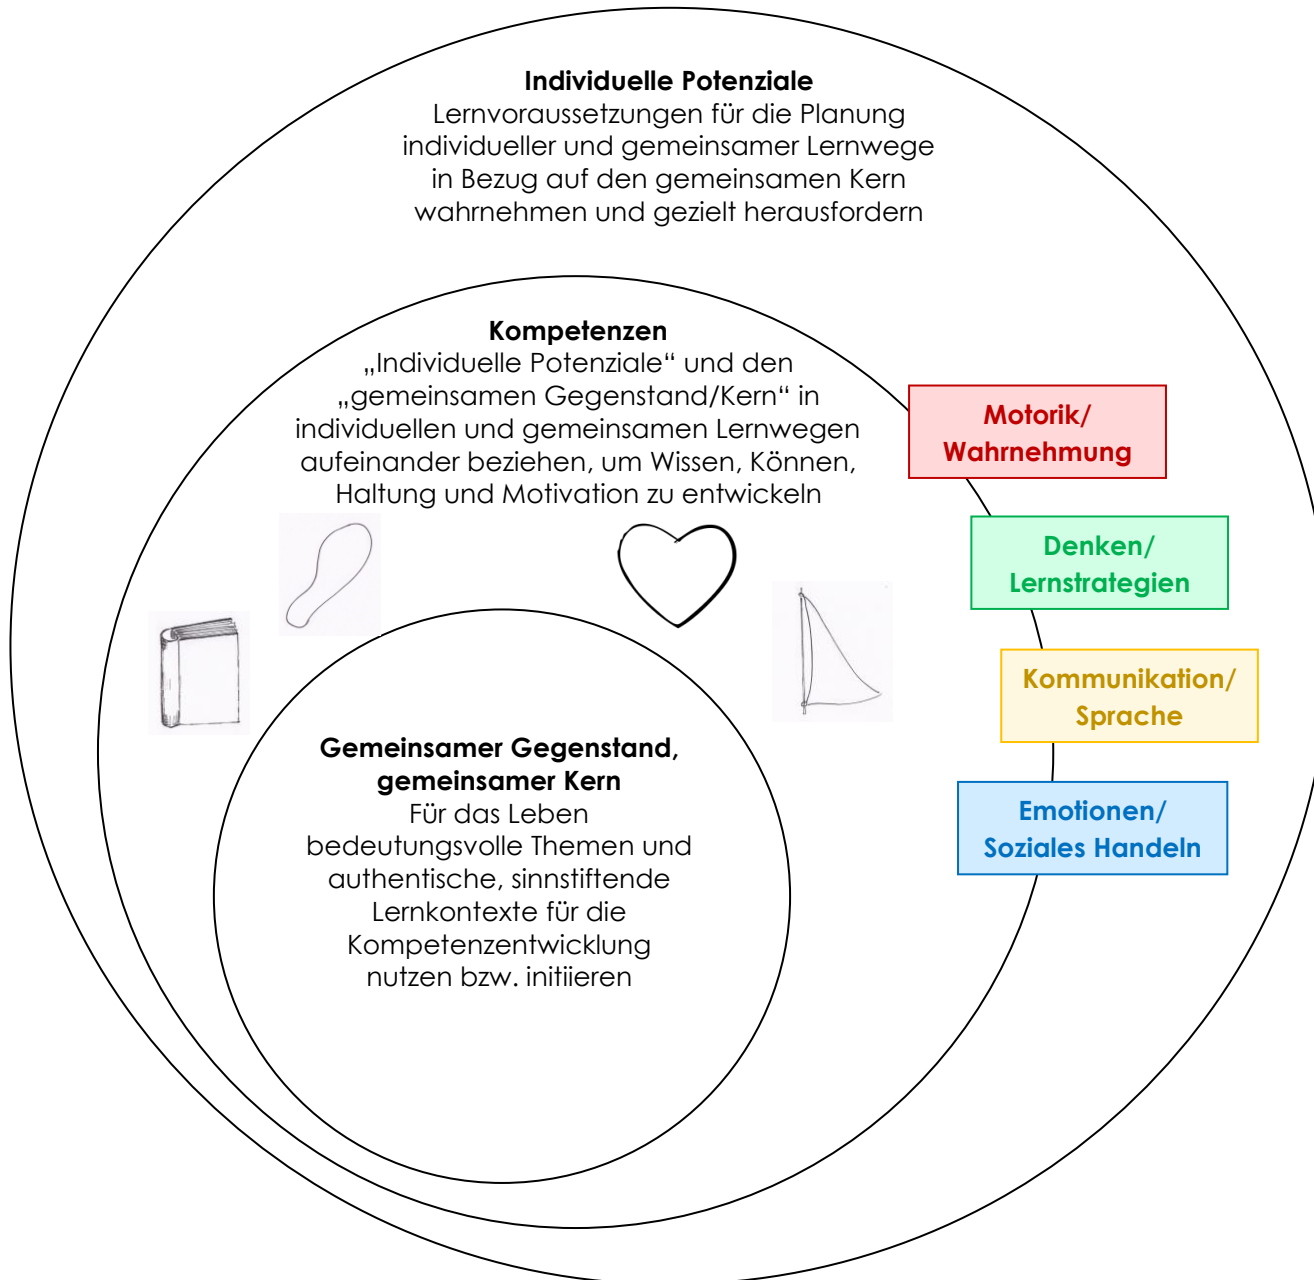 Individuelle Potenziale
Lernvoraussetzungen für die Planung
individueller und gemeinsamer Lernwege
in Bezug auf den gemeinsamen Kern
wahrnehmen und gezielt herausfordern
Kompetenzen
„Individuelle Potenziale“ und den
„gemeinsamen Gegenstand/Kern“ in
individuellen und gemeinsamen Lernwegen
aufeinander beziehen, um Wissen, Können,
Haltung und Motivation zu entwickeln
Motorik/
Wahrnehmung
Denken/
Lernstrategien
Kommunikation/
Sprache
Emotionen/
Soziales Handeln
Gemeinsamer Gegenstand,
gemeinsamer Kern
Für das Leben
bedeutungsvolle Themen und
authentische, sinnstiftende
Lernkontexte für die
Kompetenzentwicklung
nutzen bzw. initiieren